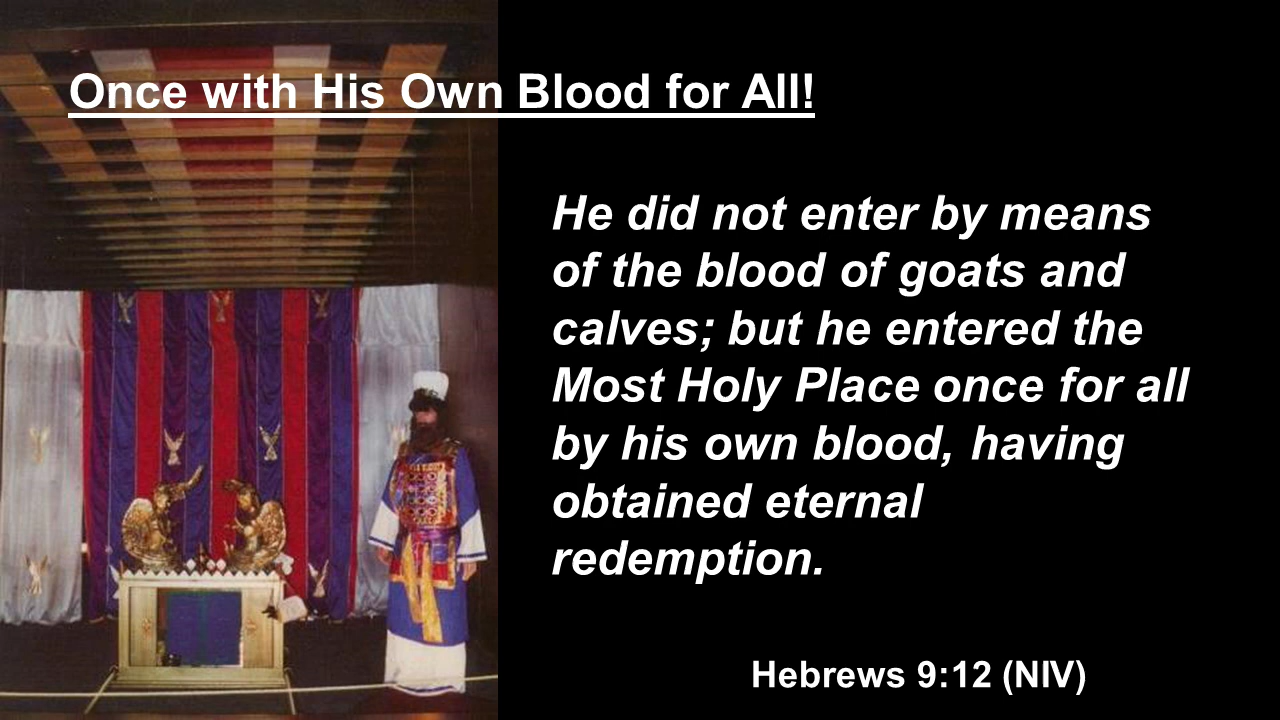 Once with His Own Blood for All!
He did not enter by means
of the blood of goats and
calves; but he entered the
Most Holy Place once for all
by his own blood, having
obtained eternal
redemption.
Hebrews 9:12 (NIV)